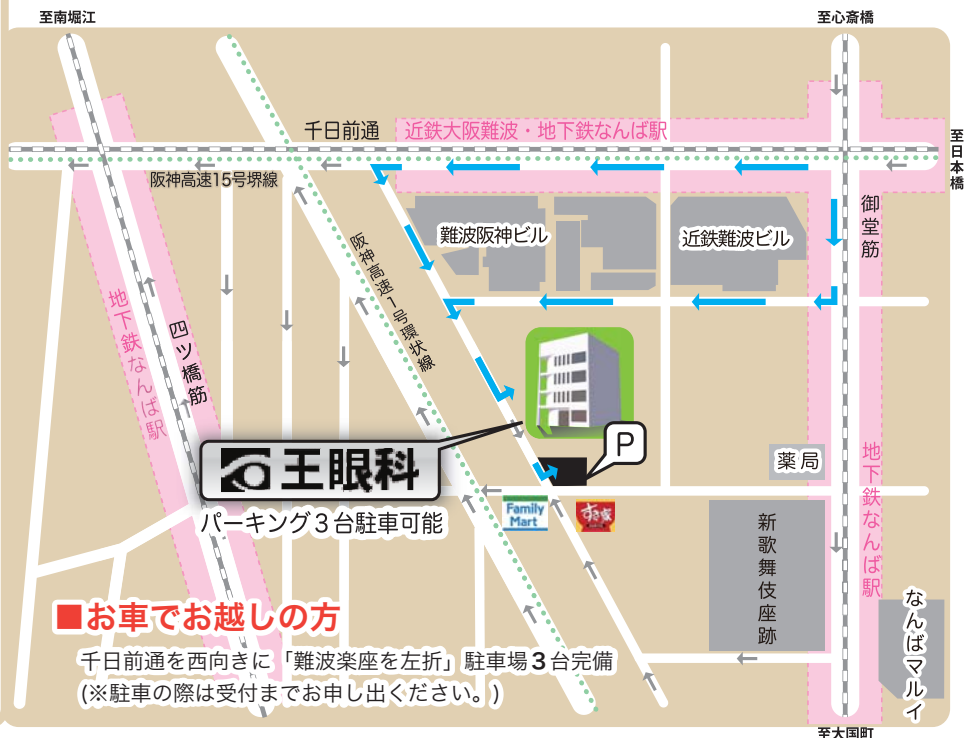 至南堀江
至心斎橋
千日前通
近鉄大阪難波・地下鉄なんば駅
至日本橋
阪神高速15号堺線
御堂筋
難波阪神ビル
近鉄難波ビル
阪神高速1号環状線
地下鉄なんば駅
四ツ橋筋
王眼科
P
パーキング3台駐車可能
Family
Mart
すき家
薬局
地下鉄なんば駅
新歌舞伎座跡
なんばマルイ
■お車でお越しの方
千日前通を西向きに「難波楽座を左折」駐車場3台完備
(※駐車の際は受付までお申し出ください。)
至大国町